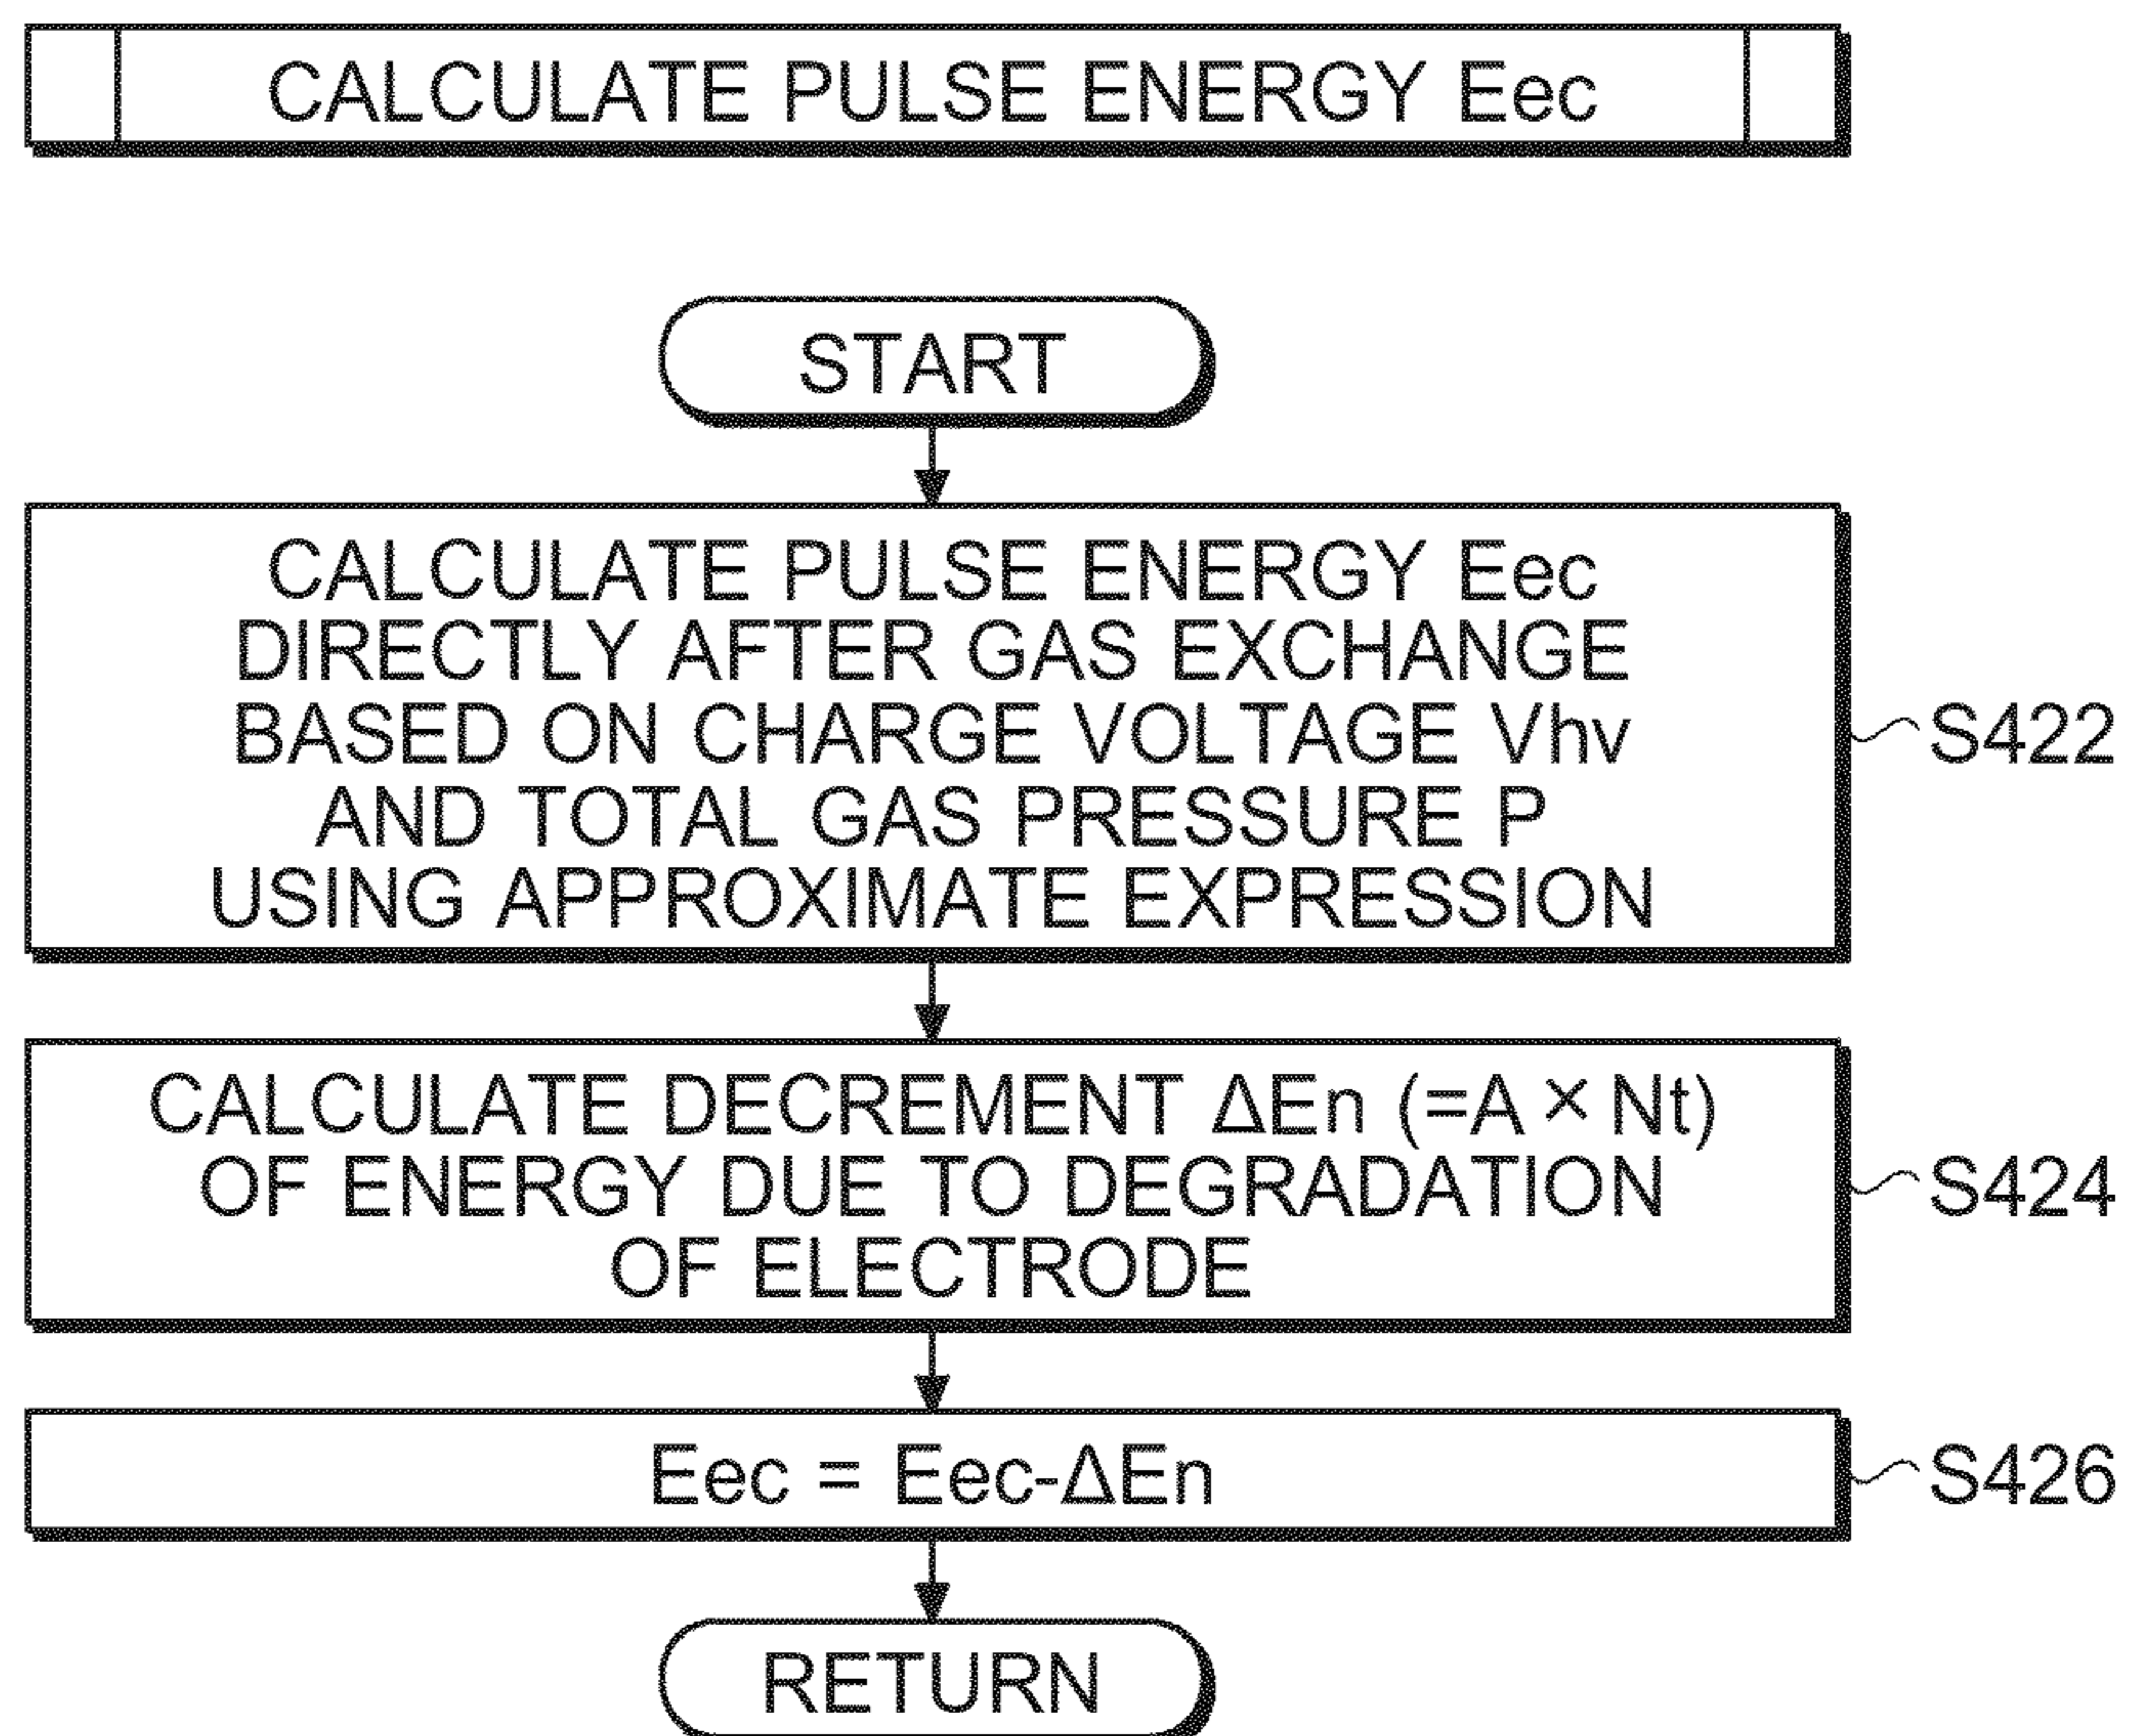 CALCULATE PULSE ENERGY Eec
START
CALCULATE PULSE ENERGY Eec
DIRECTLY AFTER GAS EXCHANGE
BASED ON CHARGE VOLTAGE Vhv
AND TOTAL GAS PRESSURE P
USING APPROXIMATE EXPRESSION
S422
CALCULATE DECREMENT ΔEn (=A×Nt)
OF ENERGY DUE TO DEGRADATION
OF ELECTRODE
S424
Eec = Eec-ΔEn
S426
RETURN